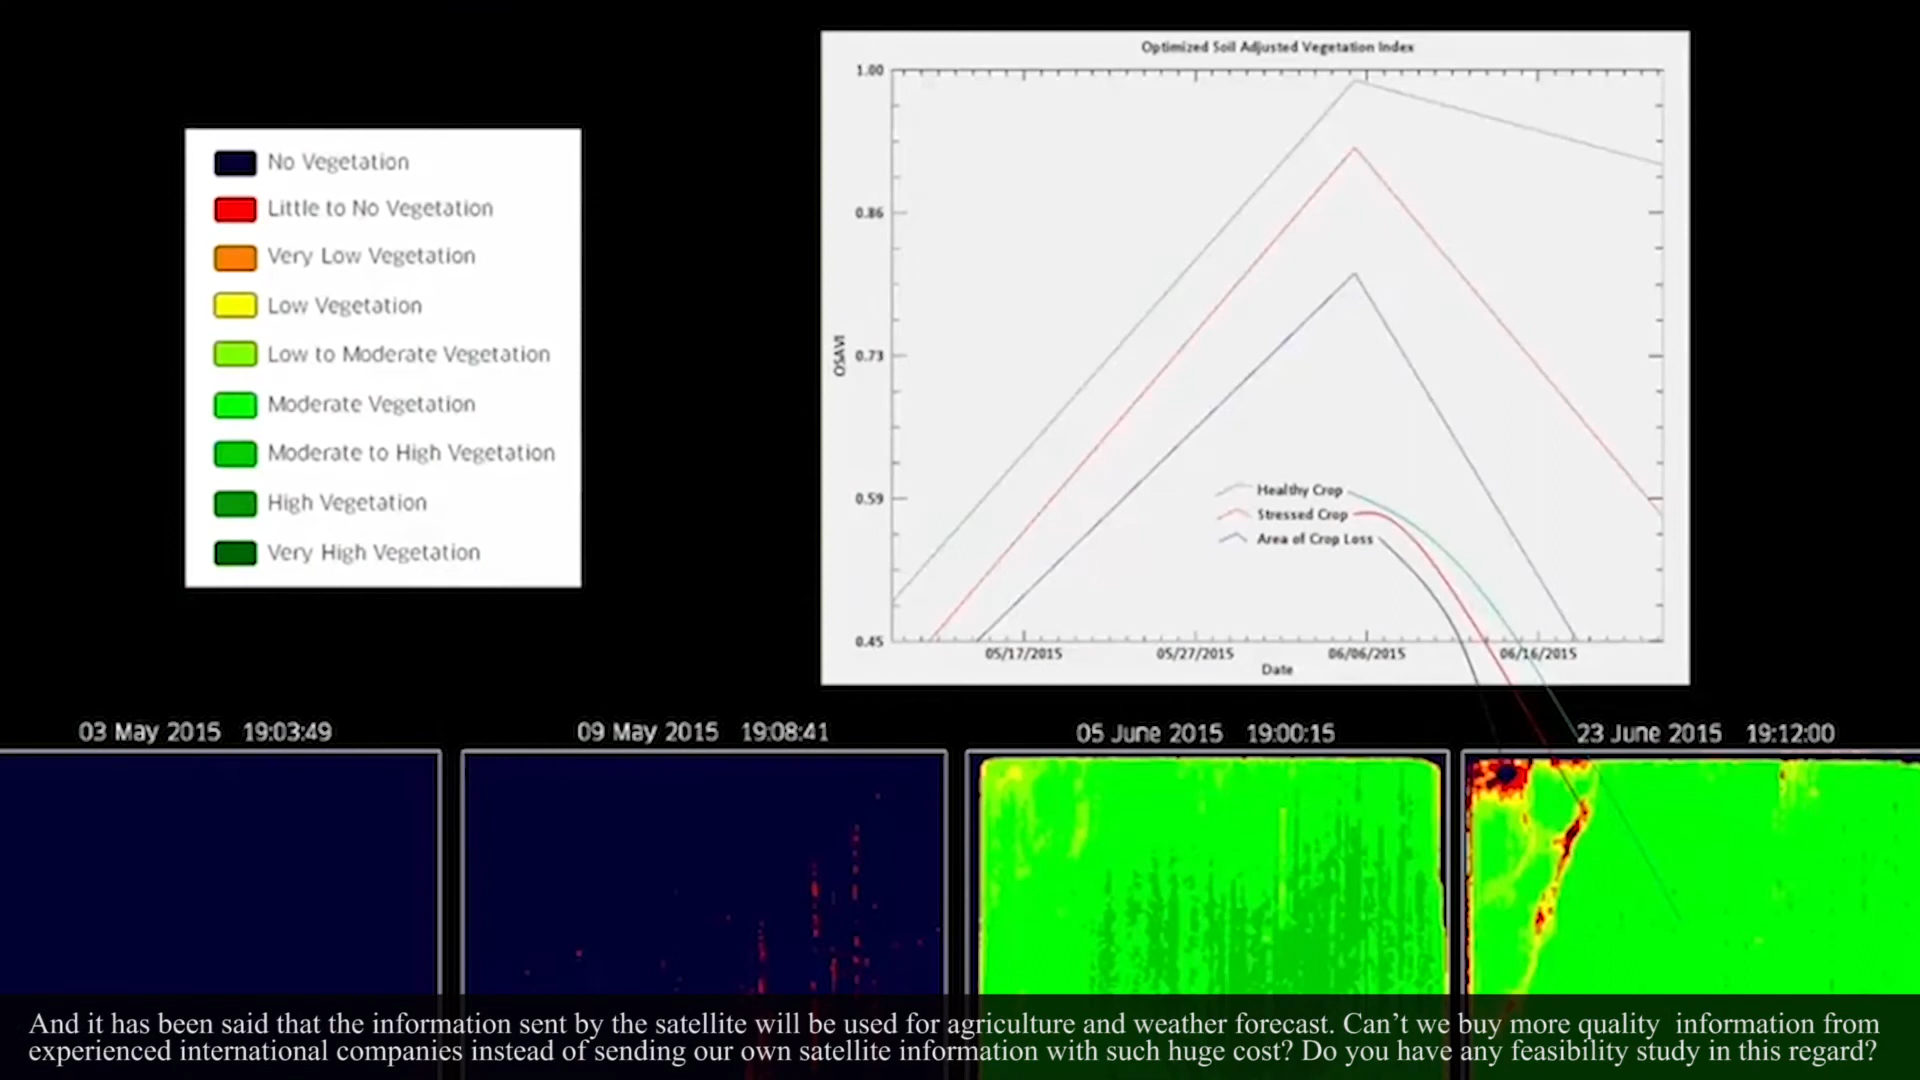 Optimized Soil Adjusted Vegetation Index
1.00
0.86
0.73
0.59
0.45
OSAVI
Healthy Crop
Stressed Crop
Area of Crop Loss
05/17/2015 05/27/2015 06/06/2015 06/16/2015
Date
No Vegetation
Little to No Vegetation
Very Low Vegetation
Low Vegetation
Low to Moderate Vegetation
Moderate Vegetation
Moderate to High Vegetation
High Vegetation
Very High Vegetation
03 May 2015 19:03:49
09 May 2015 19:08:41
05 June 2015 19:00:15
23 June 2015 19:12:00
And it has been said that the information sent by the satellite will be used for agriculture and weather forecast. Can’t we buy more quality information from
experienced international companies instead of sending our own satellite information with such huge cost? Do you have any feasibility study in this regard?